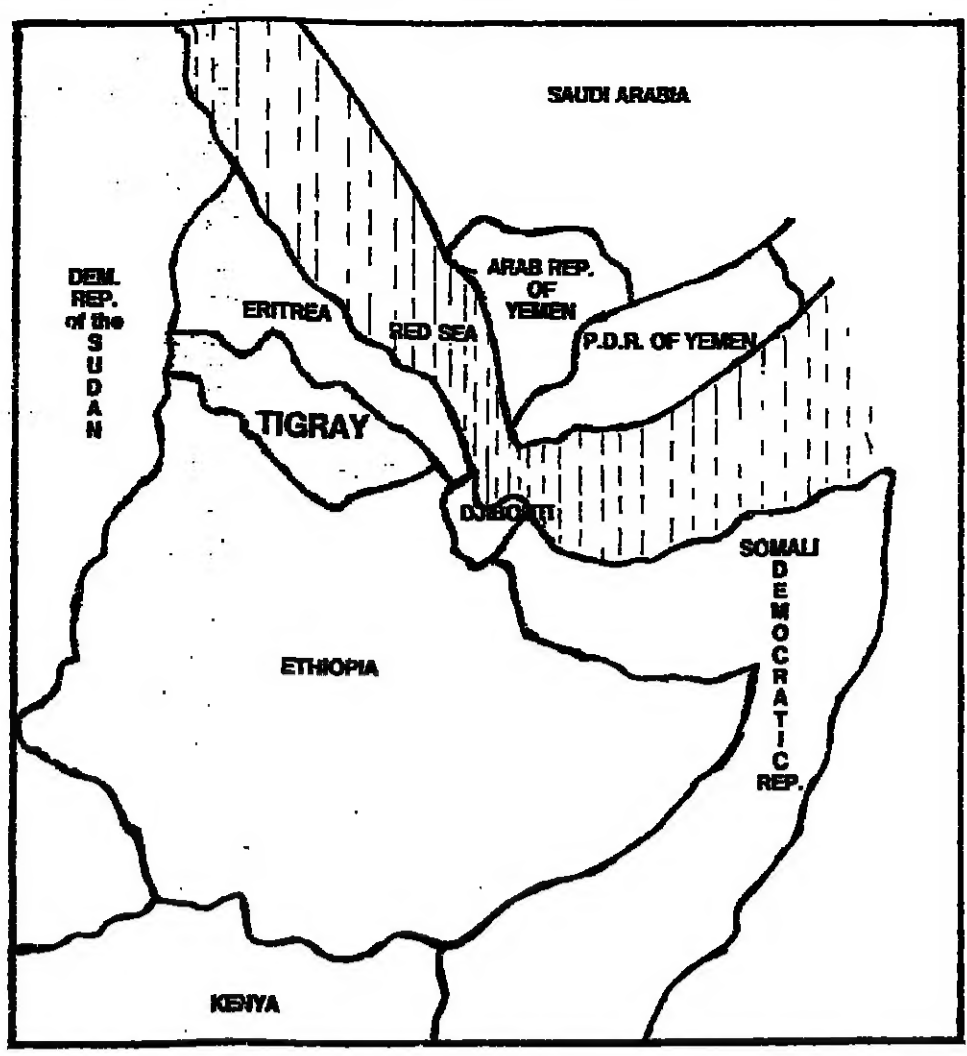 SAUDI ARABIA
ARAB REP.
OF
YEMEN
DEM.
REP.
of the
S
U
D
A
N
ERITREA
RED SEA
P.D.R. OF YEMEN
TIGRAY
DJIBOUTI
SOMALI
D
E
M
O
C
R
A
T
I
C
REP.
ETHIOPIA
KENYA